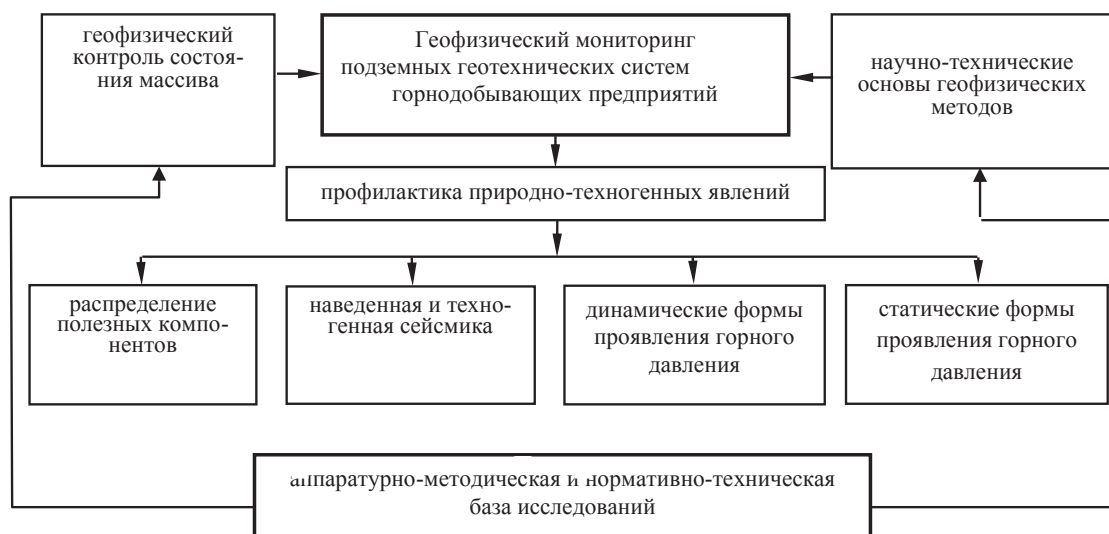 геофизический
контроль состоя-
ния массива
Геофизический мониторинг
подземных геотехнических систем
горнодобывающих предприятий
научно-технические
основы геофизических
методов
профилактика природно-техногенных явлений
распределение
полезных компо-
нентов
наведенная и техно-
генная сейсмика
динамические формы
проявления горного
давления
статические формы
проявления горного
давления
аппаратурно-методическая и нормативно-техническая
база исследований